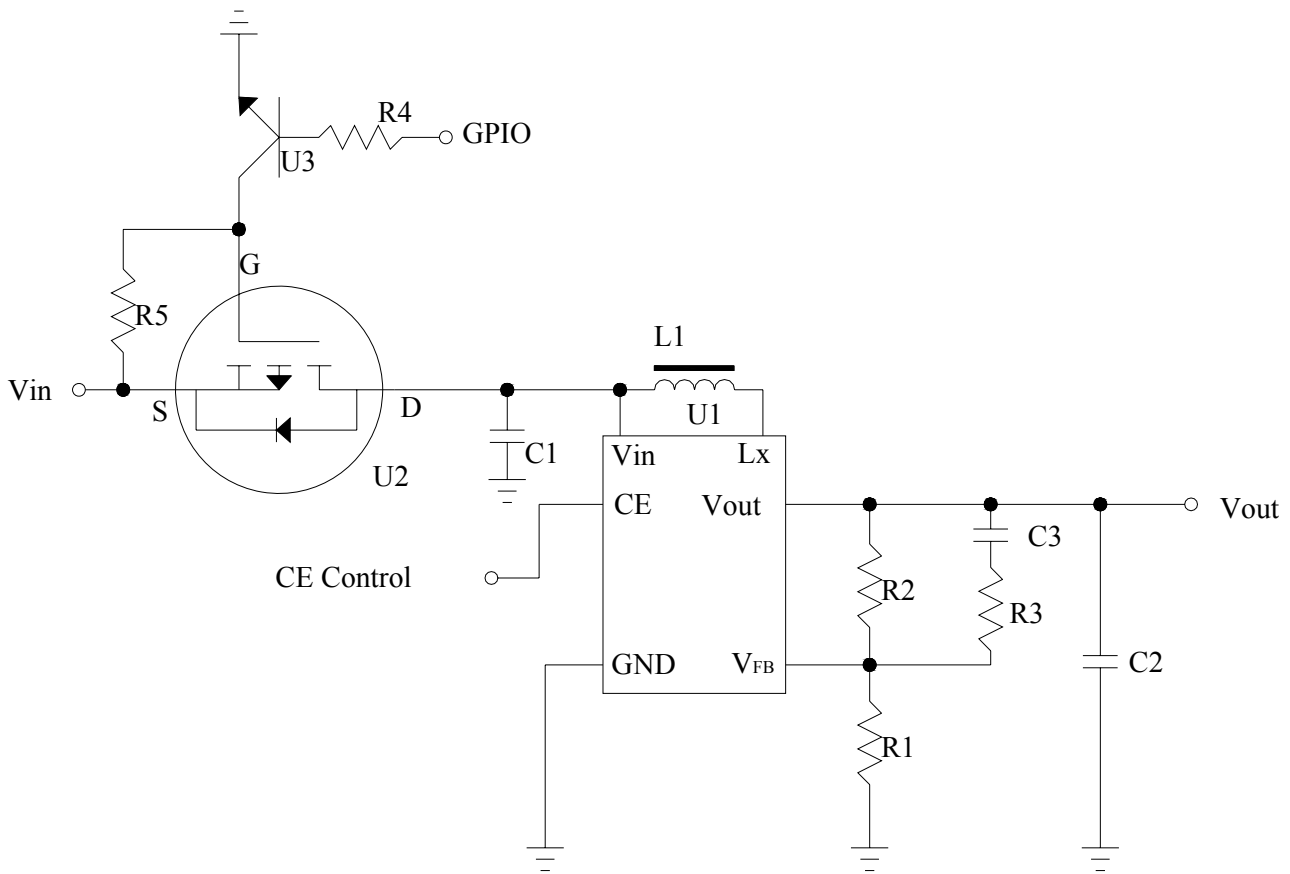 R4
GPIO
U3
G
R5
L1
Vin
S
D
U1
C1
Vin
Lx
U2
CE
Vout
Vout
C3
CE Control
R2
R3
GND
VFB
C2
R1